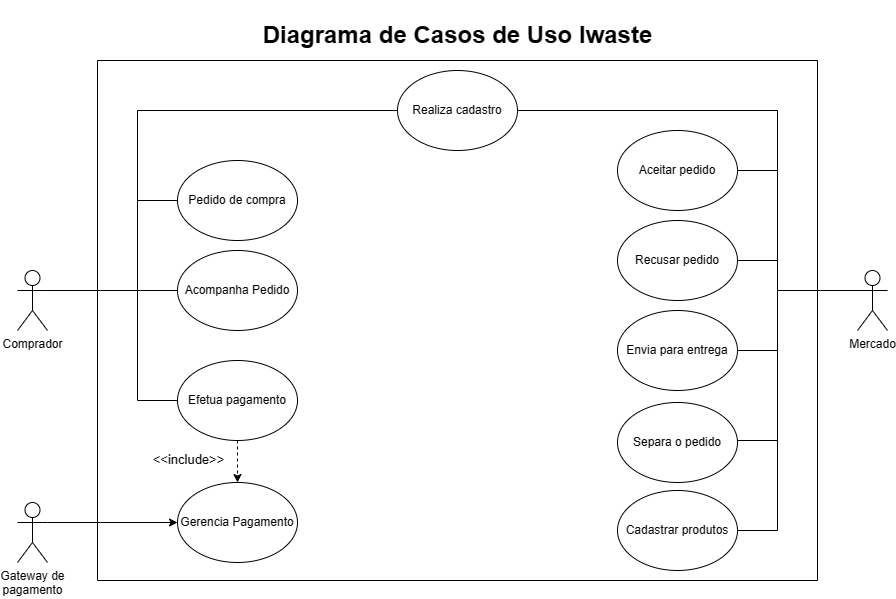 Diagrama de Casos de Uso Iwaste
Realiza cadastro
Pedido de compra
Acompanha Pedido
Efetua pagamento
<<include>>
Gerencia Pagamento
Aceitar pedido
Recusar pedido
Envia para entrega
Separa o pedido
Cadastrar produtos
Comprador
Mercado
Gateway de
pagamento